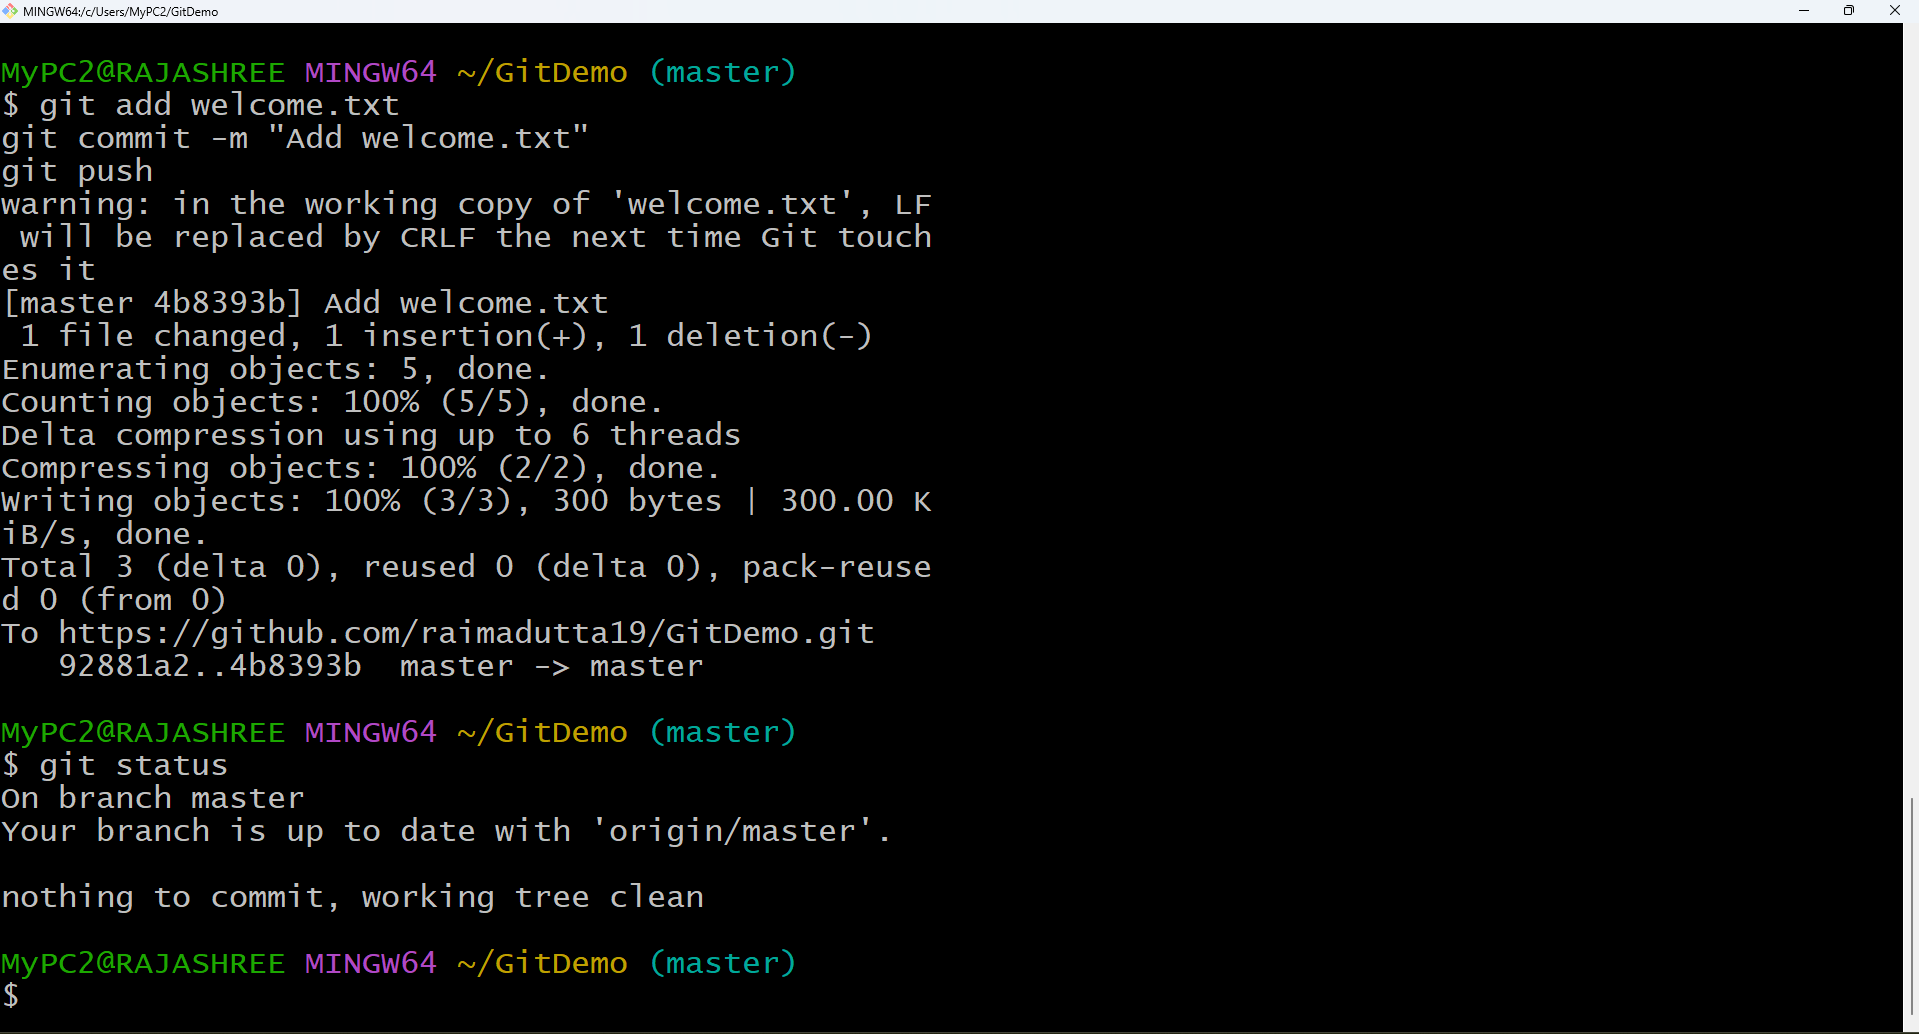 MINGW64:/c/Users/MyPC2/GitDemo
MyPC2@RAJASHREE MINGW64 ~/GitDemo (master)
$ git add welcome.txt
git commit -m "Add welcome.txt"
git push
warning: in the working copy of 'welcome.txt', LF
 will be replaced by CRLF the next time Git touch
es it
[master 4b8393b] Add welcome.txt
 1 file changed, 1 insertion(+), 1 deletion(-)
Enumerating objects: 5, done.
Counting objects: 100% (5/5), done.
Delta compression using up to 6 threads
Compressing objects: 100% (2/2), done.
Writing objects: 100% (3/3), 300 bytes | 300.00 K
iB/s, done.
Total 3 (delta 0), reused 0 (delta 0), pack-reuse
d 0 (from 0)
To https://github.com/raimadutta19/GitDemo.git
   92881a2..4b8393b  master -> master
MyPC2@RAJASHREE MINGW64 ~/GitDemo (master)
$ git status
On branch master
Your branch is up to date with 'origin/master'.
nothing to commit, working tree clean
MyPC2@RAJASHREE MINGW64 ~/GitDemo (master)
$